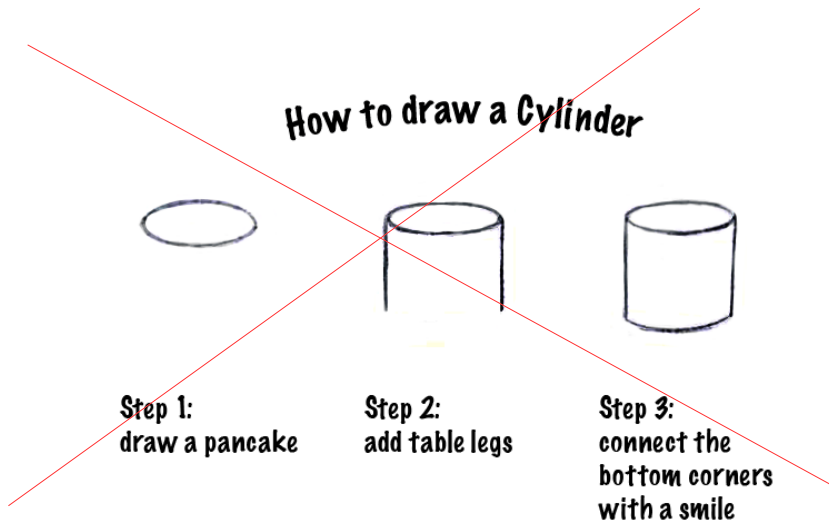 How to draw a Cylinder
Step 1:
draw a pancake
Step 2:
add table legs
Step 3:
connect the
bottom corners
with a smile